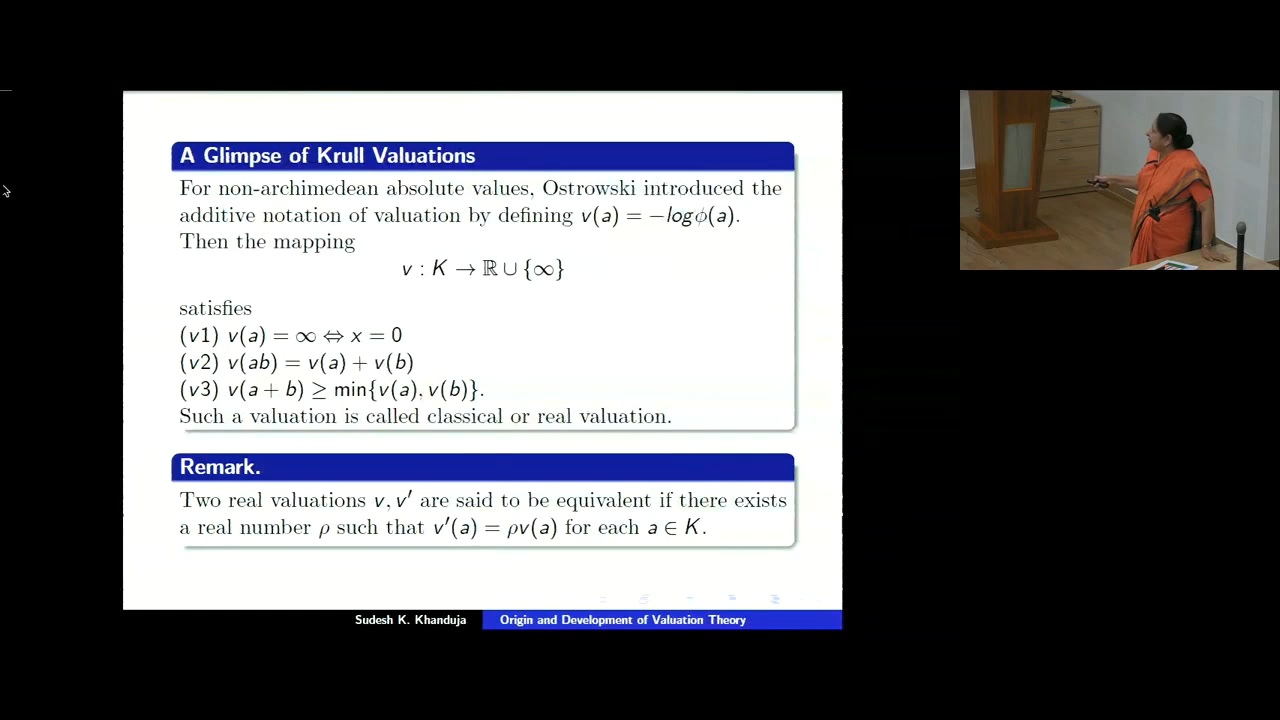 A Glimpse of Krull Valuations
For non-archimedean absolute values, Ostrowski introduced the
additive notation of valuation by defining v(a) = −logϕ(a).
Then the mapping
v : K → ℝ ∪ {∞}
satisfies
(v1) v(a) = ∞ ⇔ x = 0
(v2) v(ab) = v(a) + v(b)
(v3) v(a + b) ≥ min{v(a), v(b)}.
Such a valuation is called classical or real valuation.
Remark.
Two real valuations v, v′ are said to be equivalent if there exists
a real number ρ such that v′(a) = ρv(a) for each a ∈ K.
Sudesh K. Khanduja Origin and Development of Valuation Theory